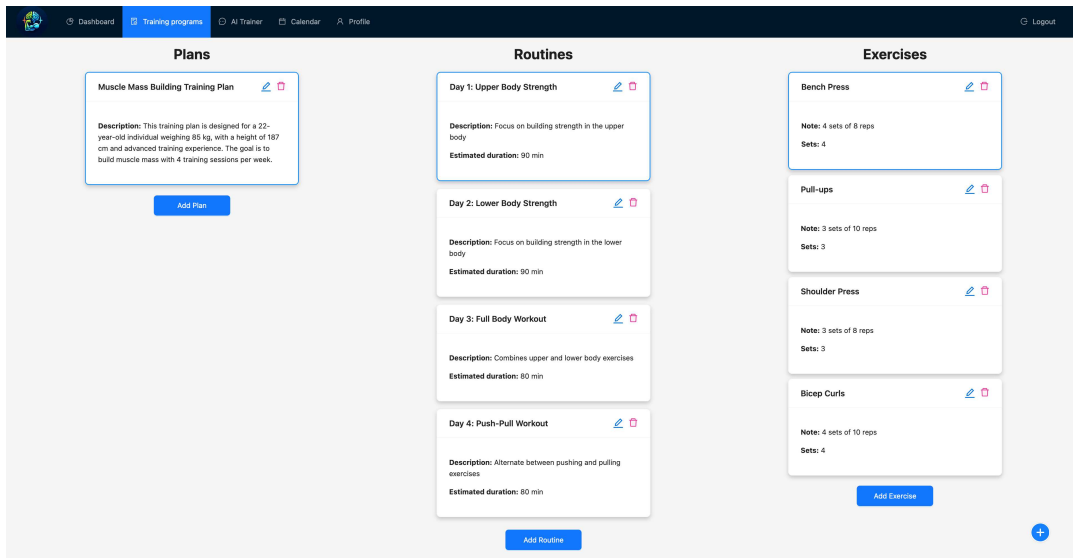 Dashboard
Training programs
AI Trainer
Calendar
Profile
Logout
Plans
Muscle Mass Building Training Plan
Description: This training plan is designed for a 22-
year-old individual weighing 85 kg, with a height of 187
cm and advanced training experience. The goal is to
build muscle mass with 4 training sessions per week.
Add Plan
Routines
Day 1: Upper Body Strength
Description: Focus on building strength in the upper
body
Estimated duration: 90 min
Day 2: Lower Body Strength
Description: Focus on building strength in the lower
body
Estimated duration: 90 min
Day 3: Full Body Workout
Description: Combines upper and lower body exercises
Estimated duration: 80 min
Day 4: Push-Pull Workout
Description: Alternate between pushing and pulling
exercises
Estimated duration: 80 min
Add Routine
Exercises
Bench Press
Note: 4 sets of 8 reps
Sets: 4
Pull-ups
Note: 3 sets of 10 reps
Sets: 3
Shoulder Press
Note: 3 sets of 8 reps
Sets: 3
Bicep Curls
Note: 4 sets of 10 reps
Sets: 4
Add Exercise